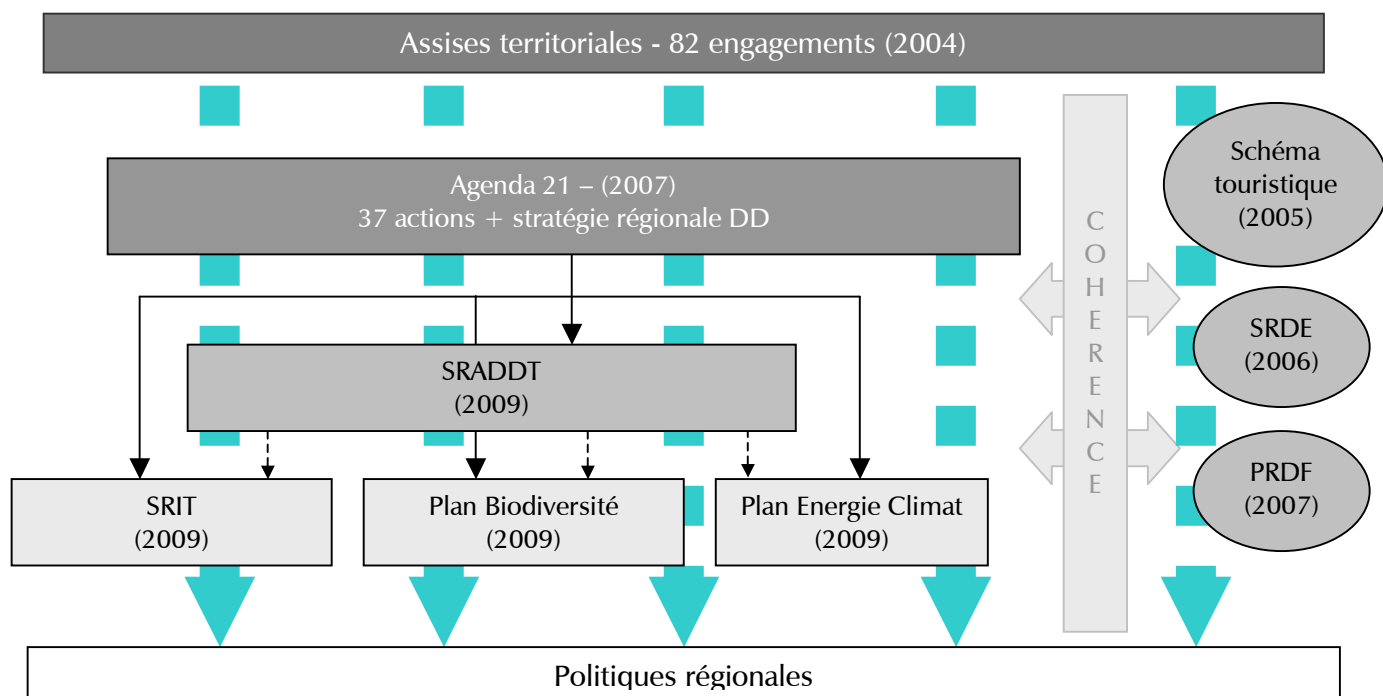 Assises territoriales - 82 engagements (2004)
Agenda 21 – (2007)
37 actions + stratégie régionale DD
SRADDT
(2009)
SRIT
(2009)
Plan Biodiversité
(2009)
Plan Energie Climat
(2009)
C
O
H
E
R
E
N
C
E
Schéma
touristique
(2005)
SRDE
(2006)
PRDF
(2007)
Politiques régionales